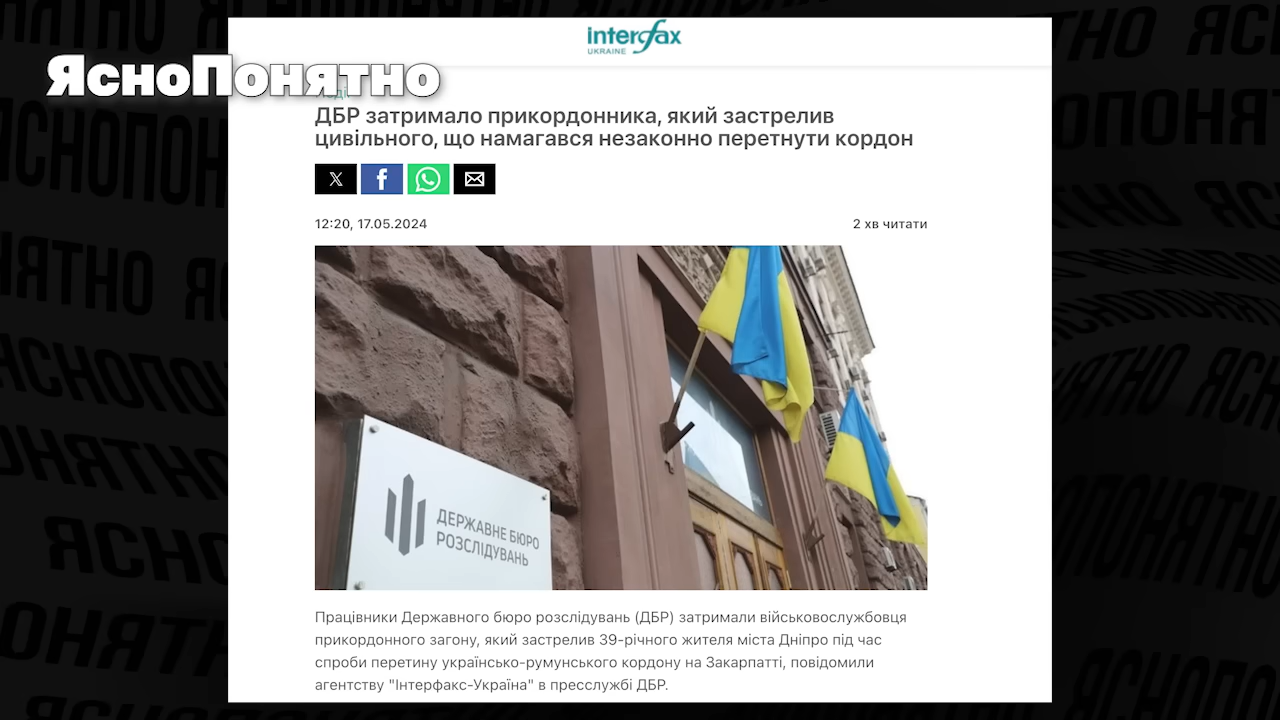 interfax
UKRAINE
ЯсноПонятно
ДБР затримало прикордонника, який застрелив
цивільного, що намагався незаконно перетнути кордон
12:20, 17.05.2024
2 хв читати
ДЕРЖАВНЕ БЮРО
РОЗСЛІДУВАНЬ
Працівники Державного бюро розслідувань (ДБР) затримали військовослужбовця
прикордонного загону, який застрелив 39-річного жителя міста Дніпро під час
спроби перетину українсько-румунського кордону на Закарпатті, повідомили
агентству "Інтерфакс-Україна" в пресслужбі ДБР.